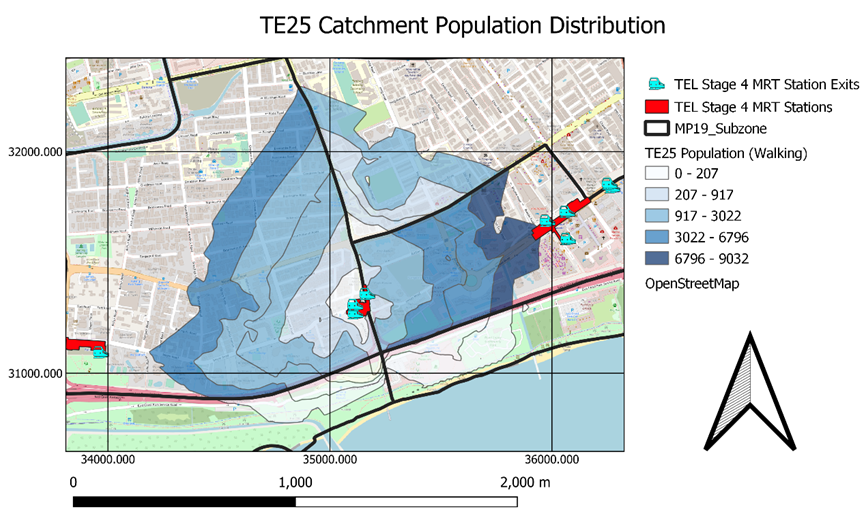 TE25 Catchment Population Distribution
TEL Stage 4 MRT Station Exits
TEL Stage 4 MRT Stations
MP19_Subzone
TE25 Population (Walking)
0 - 207
207 - 917
917 - 3022
3022 - 6796
6796 - 9032
OpenStreetMap
32000.000
31000.000
34000.000
35000.000
36000.000
0
1,000
2,000 m